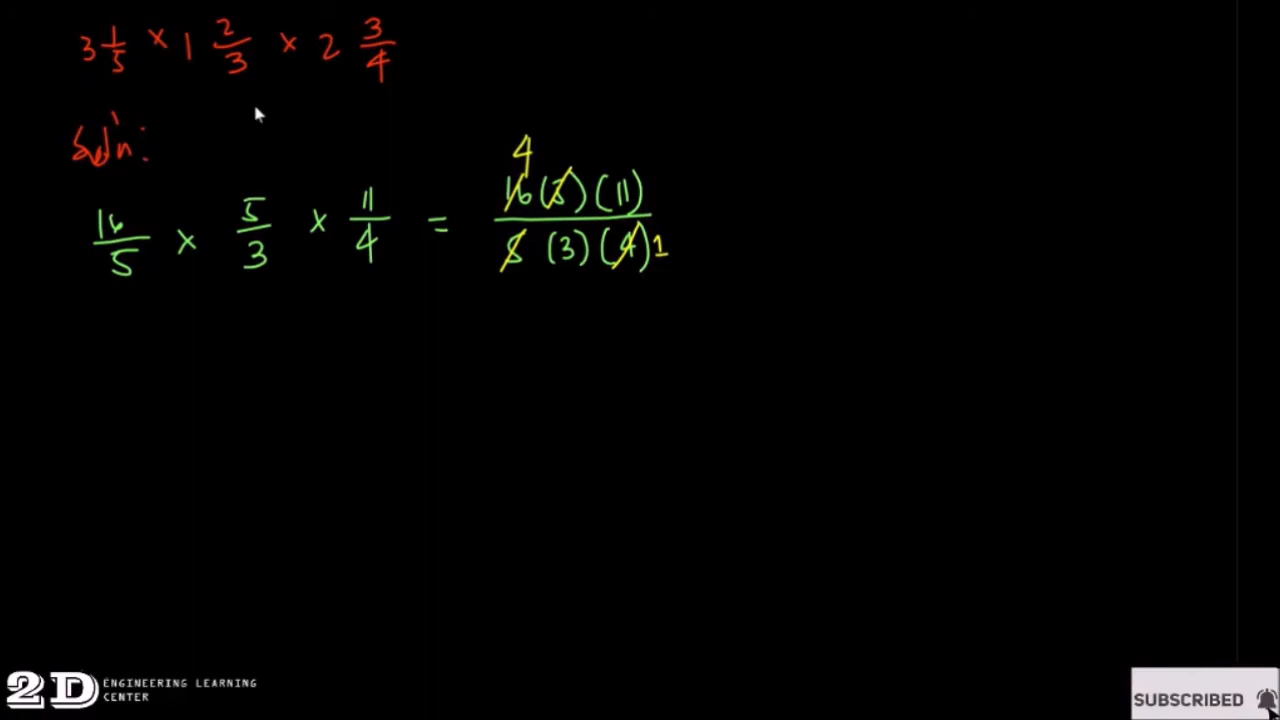 3 1/5 × 1 2/3 × 2 3/4
Sol'n:
16/5 × 5/3 × 11/4 = 16(5)(11) / 5(3)(4)
4
1
2D ENGINEERING LEARNING CENTER
SUBSCRIBED